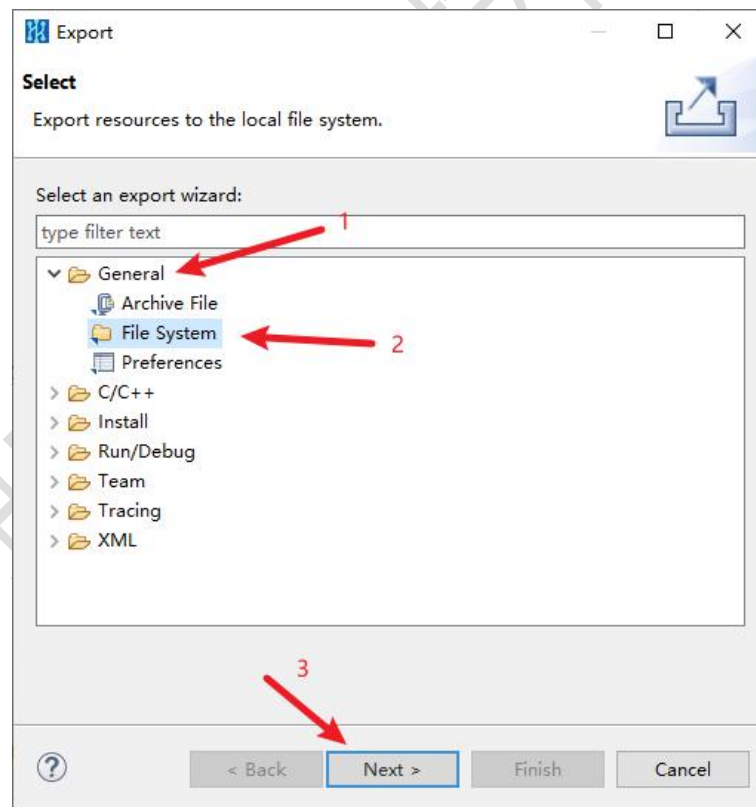 Export
Select
Export resources to the local file system.
Select an export wizard:
type filter text
1
General
Archive File
File System
2
Preferences
C/C++
Install
Run/Debug
Team
Tracing
XML
3
?
< Back Next > Finish Cancel